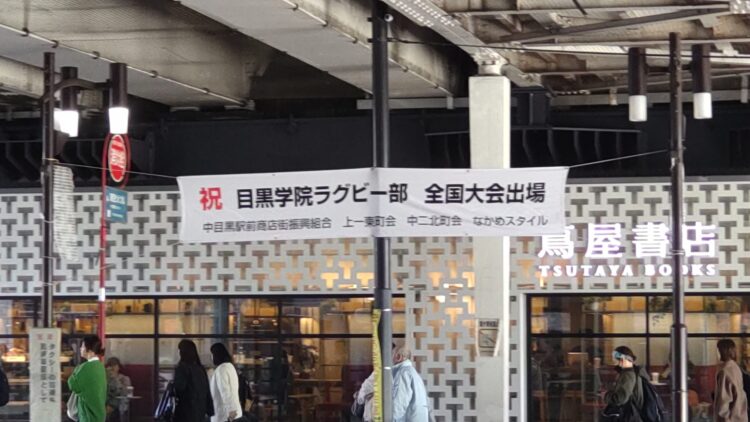 祝 目黒学院ラグビー部 全国大会出場
中目黒駅前商店街振興組合 上一東町会 中二北町会 なかめスタイル
蔦屋書店
TSUTAYA BOOKS